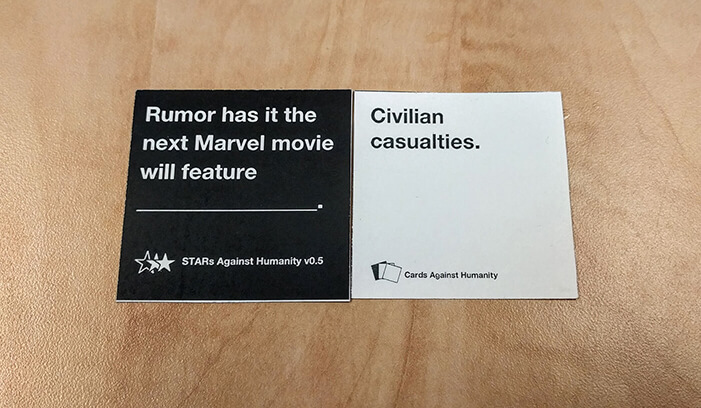 Rumor has it the
next Marvel movie
will feature
____________________.
STARs Against Humanity v0.5
Civilian
casualties.
Cards Against Humanity